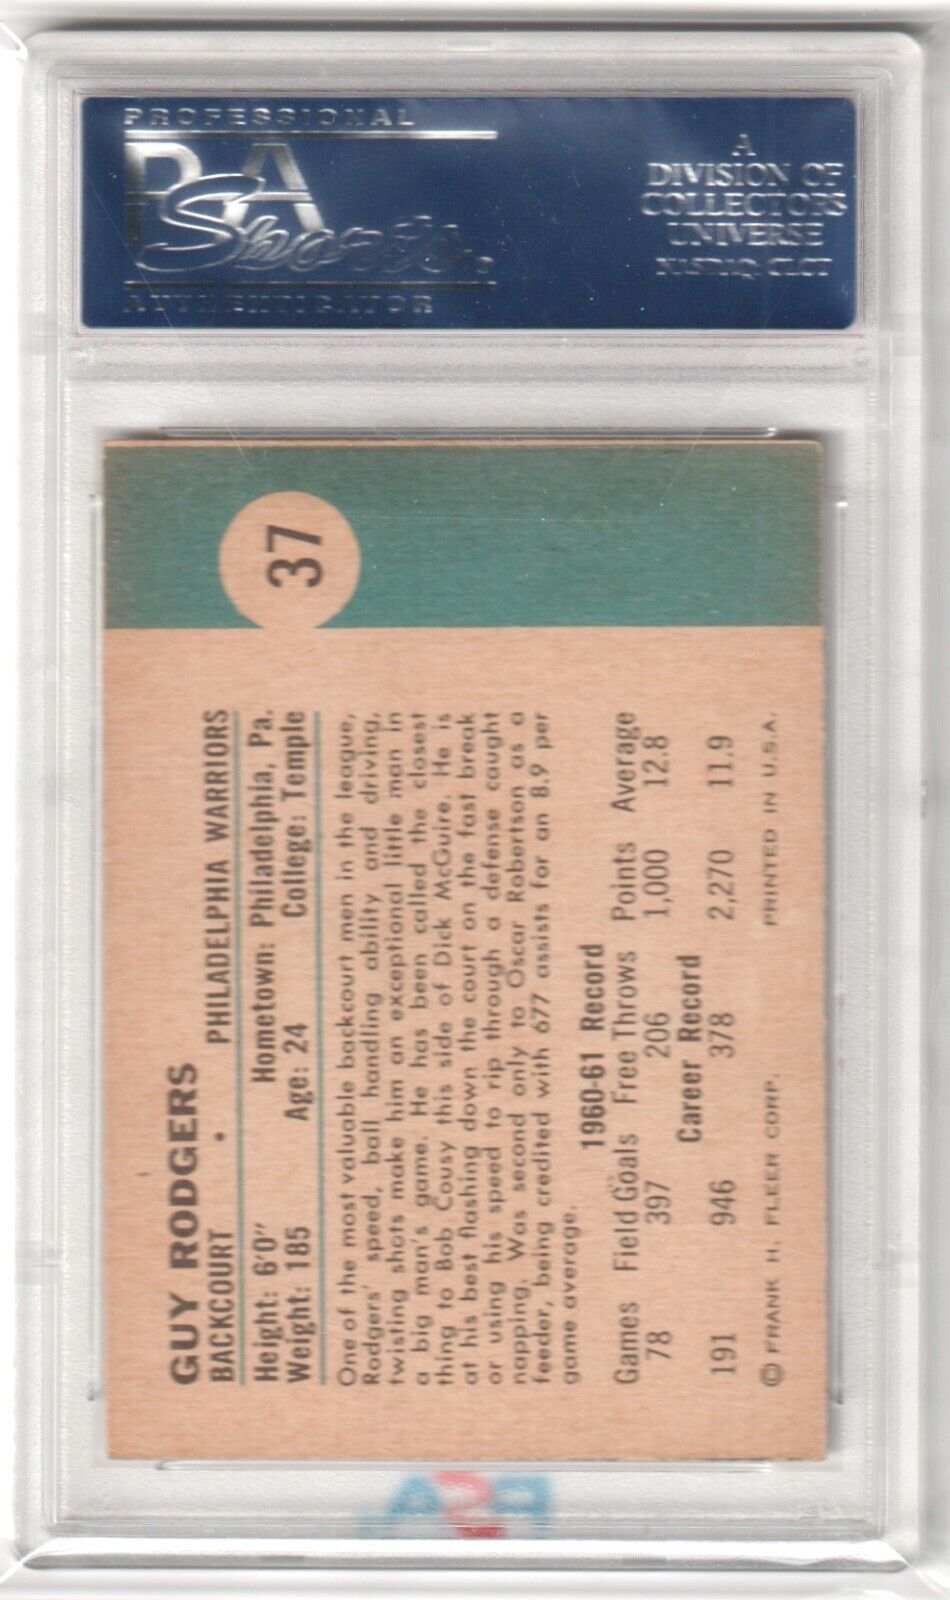 PROFESSIONAL
PSA
Sports
AUTHENTICATOR
A
DIVISION OF
COLLECTORS
UNIVERSE
NASDAQ: CLCT
37
GUY RODGERS
BACKCOURT • PHILADELPHIA WARRIORS
Height: 6'0" Hometown: Philadelphia, Pa.
Weight: 185 Age: 24 College: Temple
One of the most valuable backcourt men in the league,
Rodgers' speed, ball handling ability and driving,
twisting shots make him an exceptional little man in
a big man's game. He has been called the closest
thing to Bob Cousy this side of Dick McGuire. He is
at his best flashing down the court on the fast break
or using his speed to rip through a defense caught
napping. Was second only to Oscar Robertson as a
feeder, being credited with 677 assists for an 8.9 per
game average.
1960-61 Record
Games Field Goals Free Throws Points Average
78 397 206 1,000 12.8
Career Record
191 946 378 2,270 11.9
© FRANK H. FLEER CORP. PRINTED IN U.S.A.